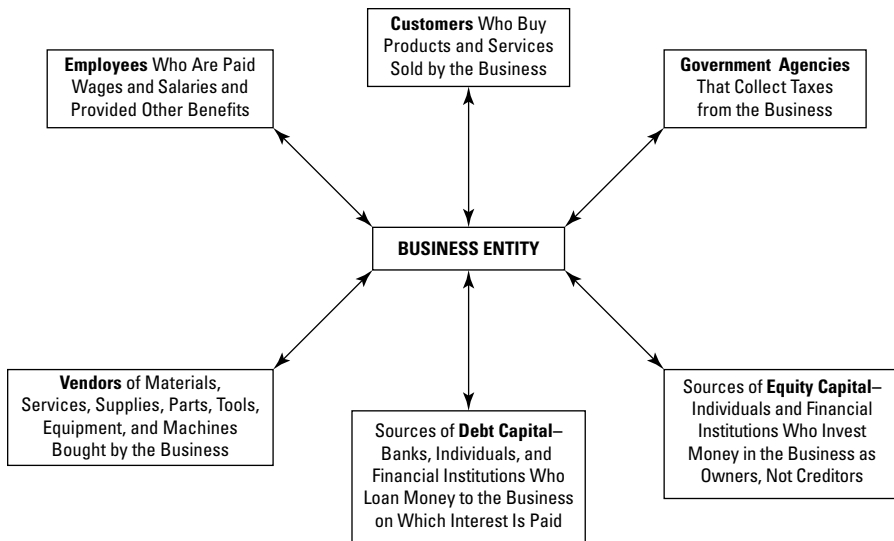 Customers Who Buy
Products and Services
Sold by the Business
Employees Who Are Paid
Wages and Salaries and
Provided Other Benefits
Government Agencies
That Collect Taxes
from the Business
BUSINESS ENTITY
Vendors of Materials,
Services, Supplies, Parts, Tools,
Equipment, and Machines
Bought by the Business
Sources of Debt Capital–
Banks, Individuals, and
Financial Institutions Who
Loan Money to the Business
on Which Interest Is Paid
Sources of Equity Capital–
Individuals and Financial
Institutions Who Invest
Money in the Business as
Owners, Not Creditors